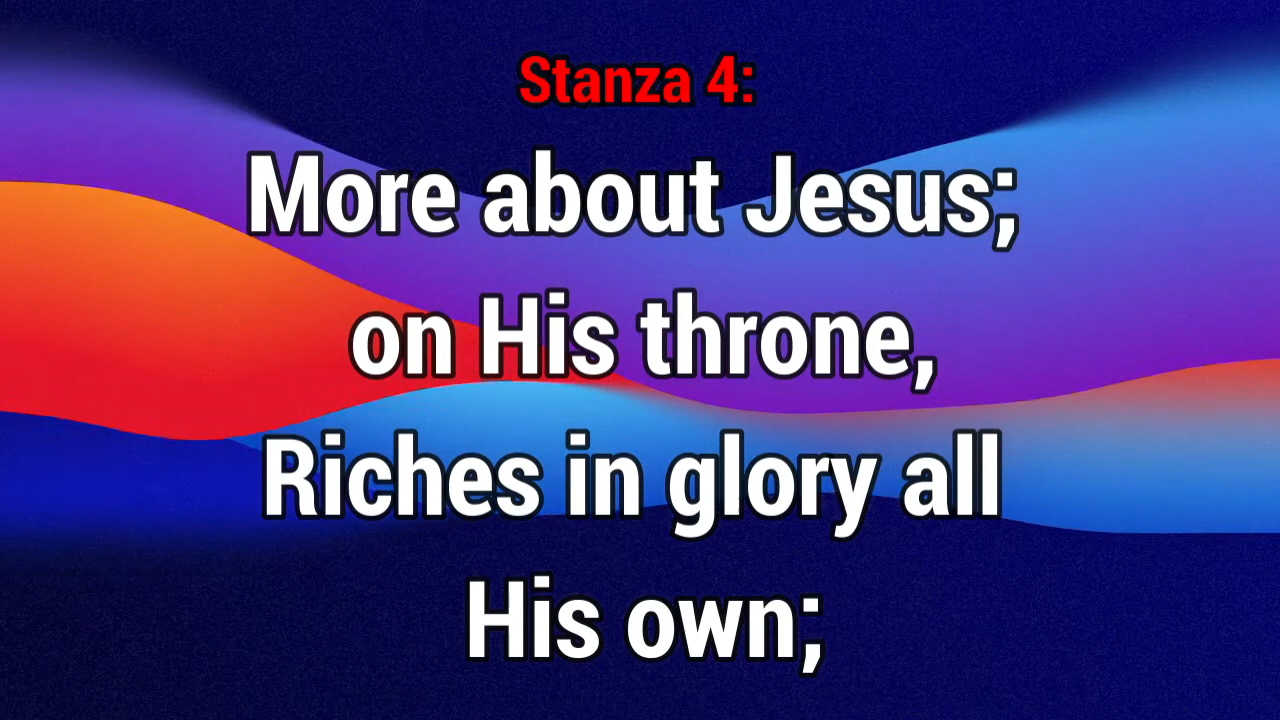 Stanza 4:
More about Jesus;
on His throne,
Riches in glory all
His own;